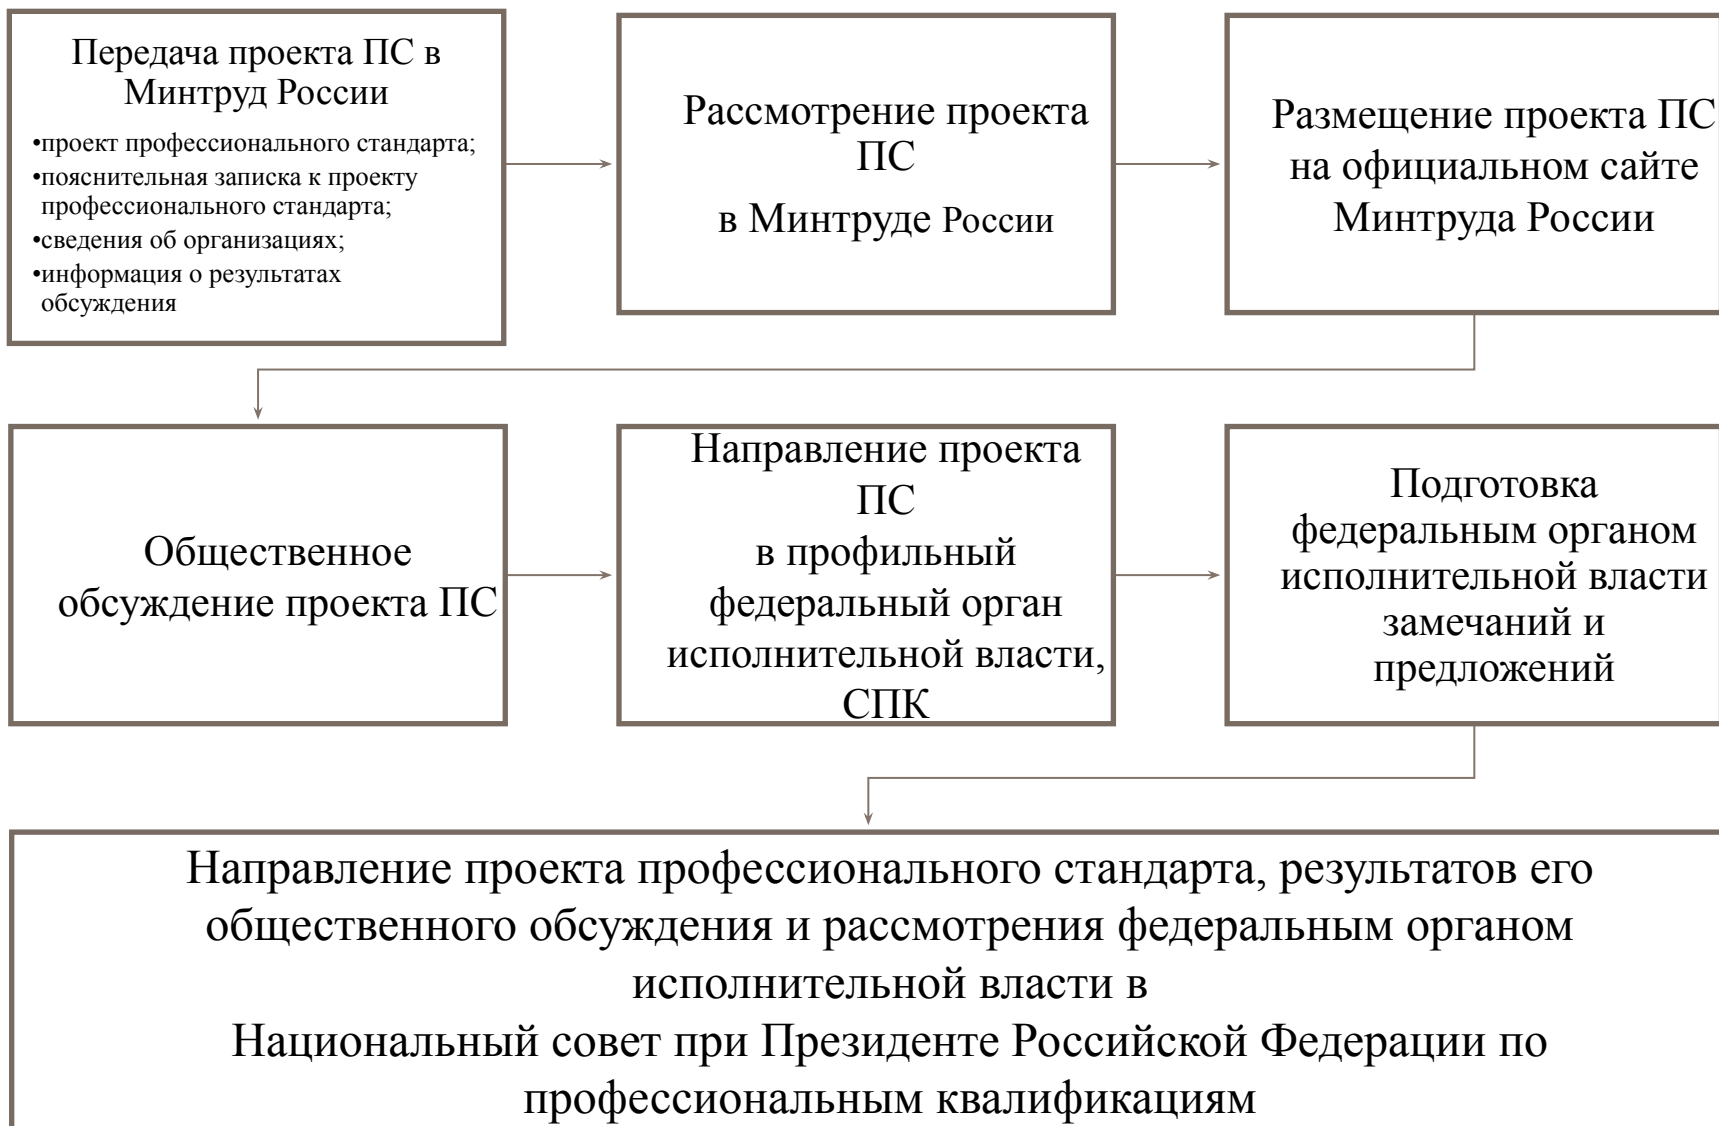 Передача проекта ПС в
Минтруд России
•проект профессионального стандарта;
•пояснительная записка к проекту
профессионального стандарта;
•сведения об организациях;
•информация о результатах
обсуждения
Рассмотрение проекта
ПС
в Минтруде России
Размещение проекта ПС
на официальном сайте
Минтруда России
Общественное
обсуждение проекта ПС
Направление проекта
ПС
в профильный
федеральный орган
исполнительной власти,
СПК
Подготовка
федеральным органом
исполнительной власти
замечаний и
предложений
Направление проекта профессионального стандарта, результатов его
общественного обсуждения и рассмотрения федеральным органом
исполнительной власти в
Национальный совет при Президенте Российской Федерации по
профессиональным квалификациям